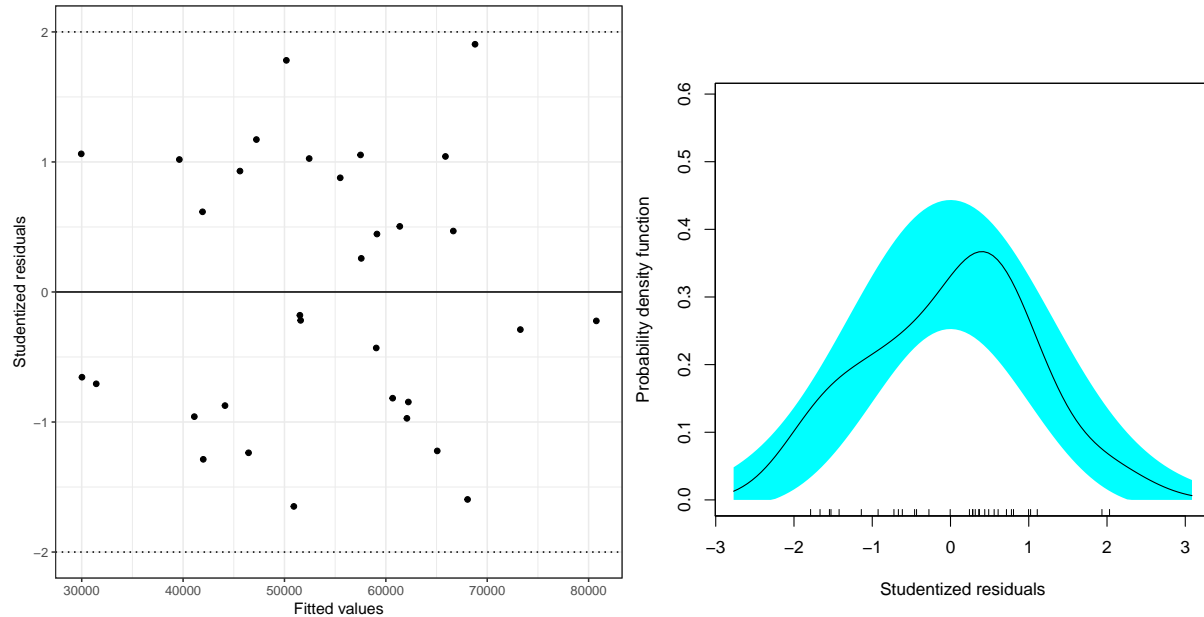 2
1
0
−1
−2
Studentized residuals
30000 40000 50000 60000 70000 80000
Fitted values
0.6
0.5
0.4
0.3
0.2
0.1
0.0
Probability density function
−3 −2 −1 0 1 2 3
Studentized residuals